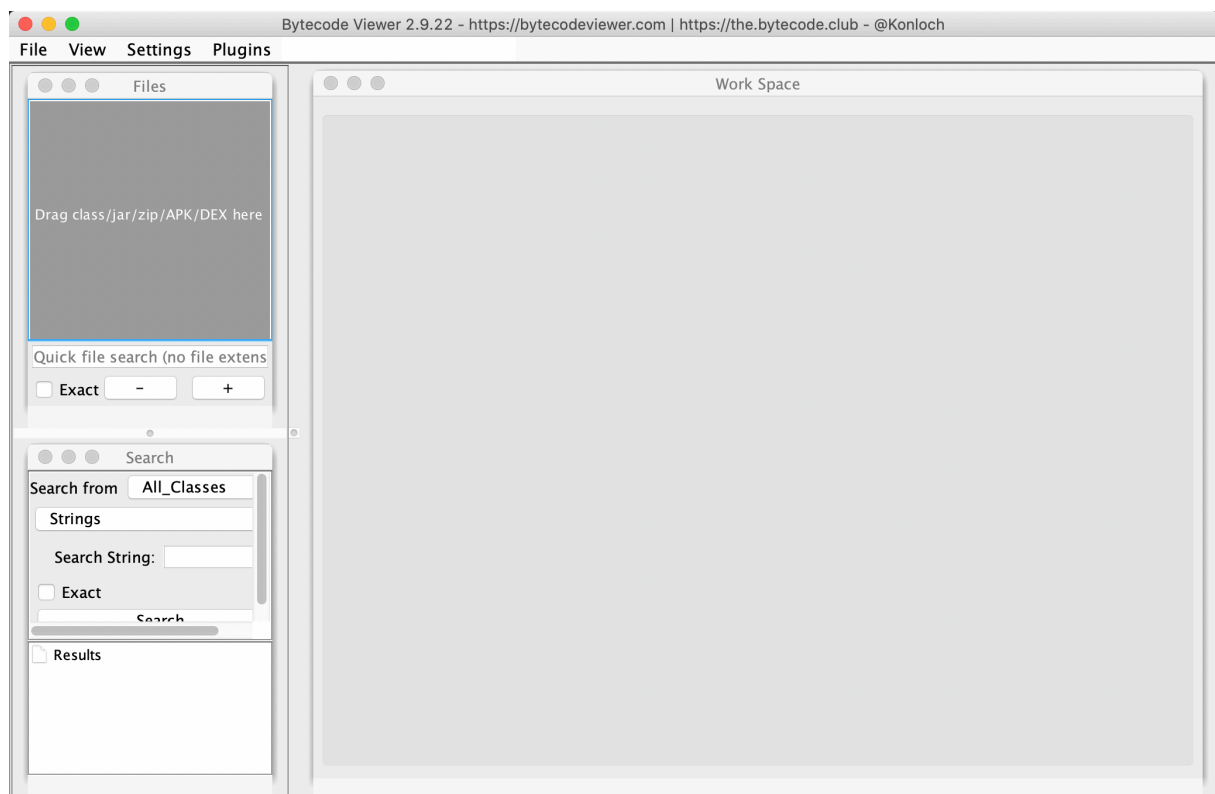 Bytecode Viewer 2.9.22 - https://bytecodeviewer.com | https://the.bytecode.club - @Konloch
File View Settings Plugins
Files
Drag class/jar/zip/APK/DEX here
Quick file search (no file extens
Exact - +
Search
Search from All_Classes
Strings
Search String:
Exact
Search
Results
Work Space